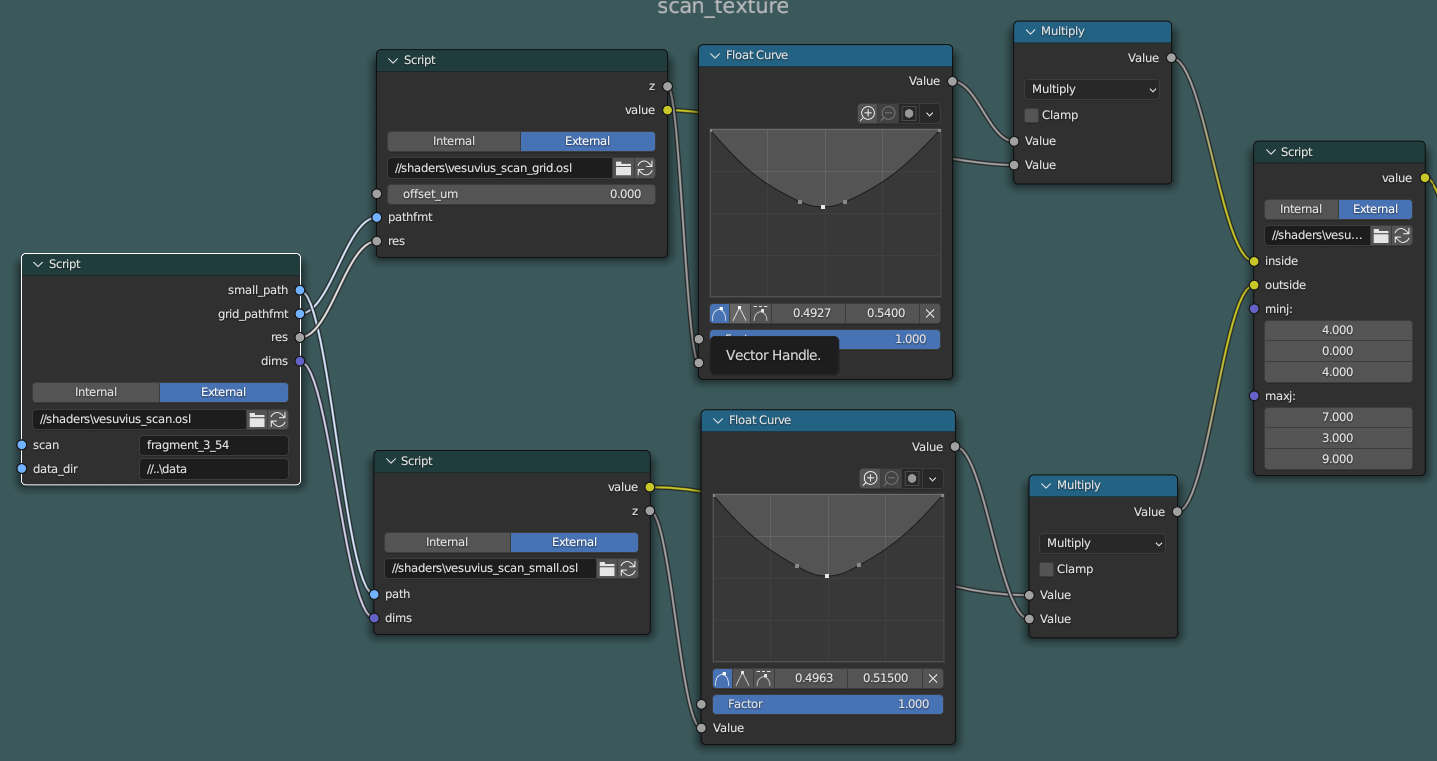 scan_texture
Script
small_path
grid_pathfmt
res
dims
Internal External
//shaders\vesuvius_scan.osl
scan fragment_3_54
data_dir //..\data
Script
z
value
Internal External
//shaders\vesuvius_scan_grid.osl
offset_um 0.000
pathfmt
res
Script
value
z
Internal External
//shaders\vesuvius_scan_small.osl
path
dims
Float Curve
Value
0.4927 0.5400
1.000
Vector Handle.
Float Curve
Value
0.4963 0.51500
Factor 1.000
Value
Multiply
Value
Multiply
Clamp
Value
Value
Multiply
Value
Multiply
Clamp
Value
Value
Script
value
Internal External
//shaders\vesu...
inside
outside
minj:
4.000
0.000
4.000
maxj:
7.000
3.000
9.000